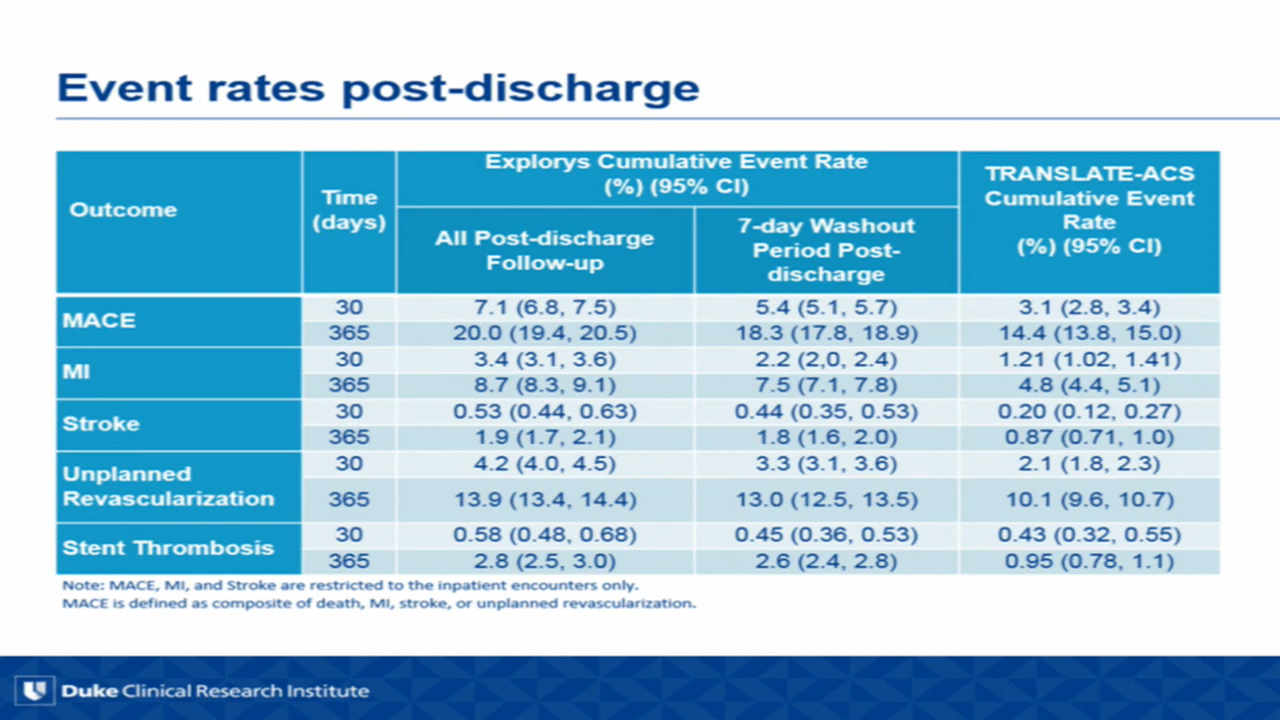 Event rates post-discharge
Outcome
Time
(days)
Explorys Cumulative Event Rate
(%) (95% CI)
TRANSLATE-ACS
Cumulative Event
Rate
(%) (95% CI)
All Post-discharge
Follow-up
7-day Washout
Period Post-
discharge
MACE
30 7.1 (6.8, 7.5) 5.4 (5.1, 5.7) 3.1 (2.8, 3.4)
365 20.0 (19.4, 20.5) 18.3 (17.8, 18.9) 14.4 (13.8, 15.0)
MI
30 3.4 (3.1, 3.6) 2.2 (2,0, 2.4) 1.21 (1.02, 1.41)
365 8.7 (8.3, 9.1) 7.5 (7.1, 7.8) 4.8 (4.4, 5.1)
Stroke
30 0.53 (0.44, 0.63) 0.44 (0.35, 0.53) 0.20 (0.12, 0.27)
365 1.9 (1.7, 2.1) 1.8 (1.6, 2.0) 0.87 (0.71, 1.0)
Unplanned
Revascularization
30 4.2 (4.0, 4.5) 3.3 (3.1, 3.6) 2.1 (1.8, 2.3)
365 13.9 (13.4, 14.4) 13.0 (12.5, 13.5) 10.1 (9.6, 10.7)
Stent Thrombosis
30 0.58 (0.48, 0.68) 0.45 (0.36, 0.53) 0.43 (0.32, 0.55)
365 2.8 (2.5, 3.0) 2.6 (2.4, 2.8) 0.95 (0.78, 1.1)
Note: MACE, MI, and Stroke are restricted to the inpatient encounters only.
MACE is defined as composite of death, MI, stroke, or unplanned revascularization.
Duke Clinical Research Institute